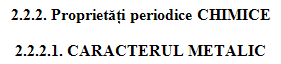 2.2.2. Proprietăți periodice CHIMICE
2.2.2.1. CARACTERUL METALIC